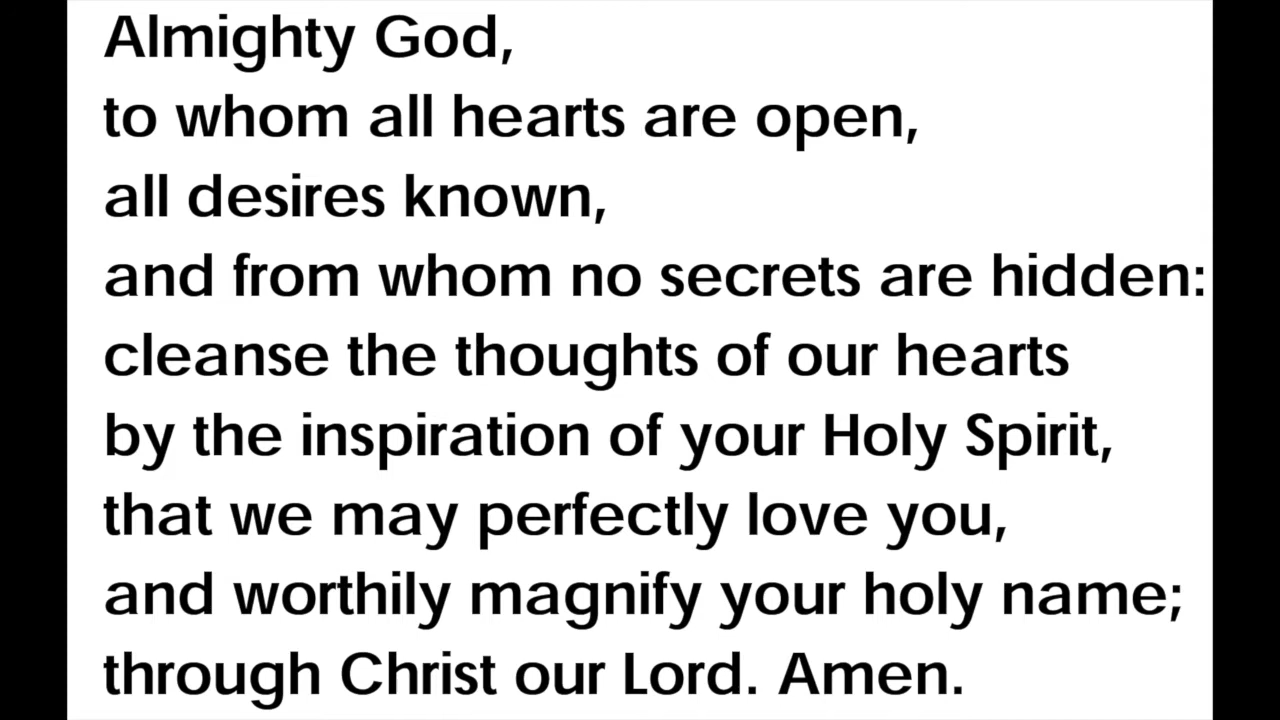 Almighty God,
to whom all hearts are open,
all desires known,
and from whom no secrets are hidden:
cleanse the thoughts of our hearts
by the inspiration of your Holy Spirit,
that we may perfectly love you,
and worthily magnify your holy name;
through Christ our Lord. Amen.